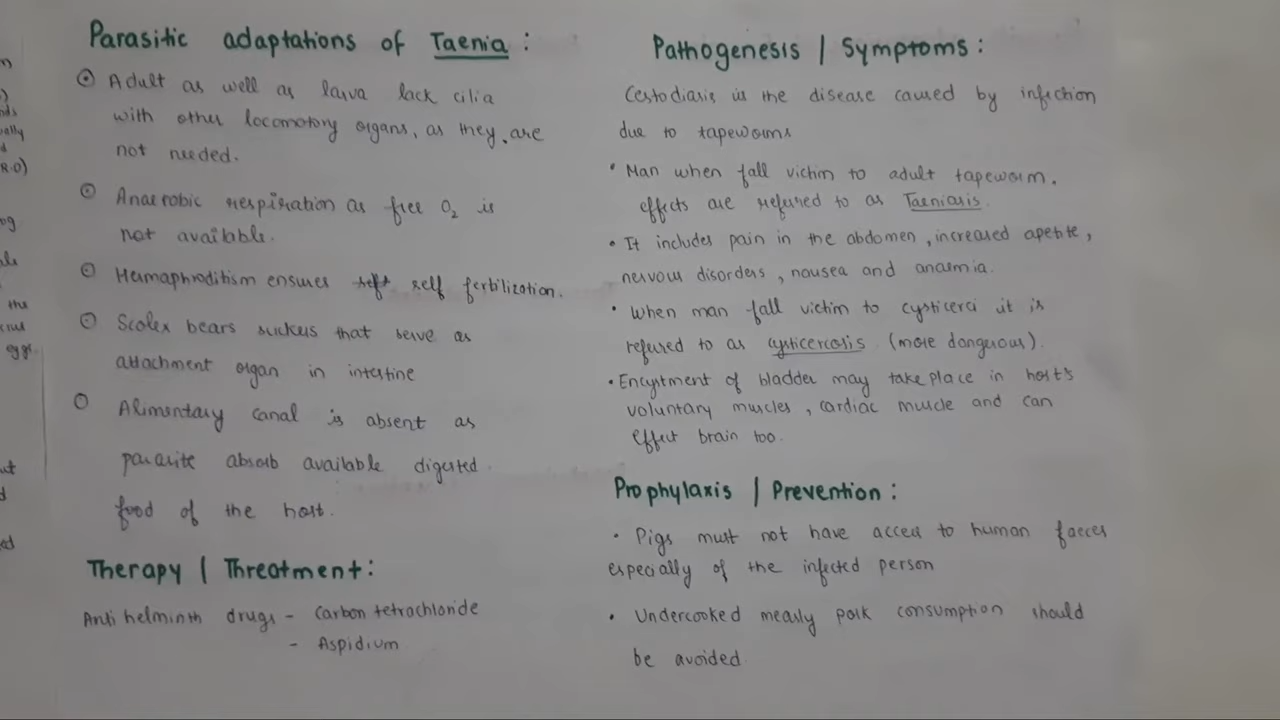 Parasitic adaptations of Taenia :
Adult as well as larva lack cilia
with other locomotory organs, as they are
not needed.
Anaerobic respiration as free O2 is
not available.
Hermaphroditism ensures self self fertilization.
Scolex bears suckers that serve as
attachment organ in intestine
Alimentary canal is absent as
parasite absorb available digested
food of the host.
Therapy | Threatment :
Anti helminth drugs - Carbon tetrachloride
- Aspidium
Pathogenesis | Symptoms :
Cestodiasis is the disease caused by infection
due to tapeworms
• Man when fall victim to adult tapeworm.
effects are referred to as Taeniasis.
• It includes pain in the abdomen, increased apetite,
nervous disorders, nausea and anaemia.
• When man fall victim to cysticerci it is
refered to as cysticercosis (more dangerous).
• Encystment of bladder may take place in host's
voluntary muscles, cardiac muscle and can
effect brain too.
Prophylaxis | Prevention :
• Pigs must not have access to human faeces
especially of the infected person
• Undercooked measly pork consumption should
be avoided.